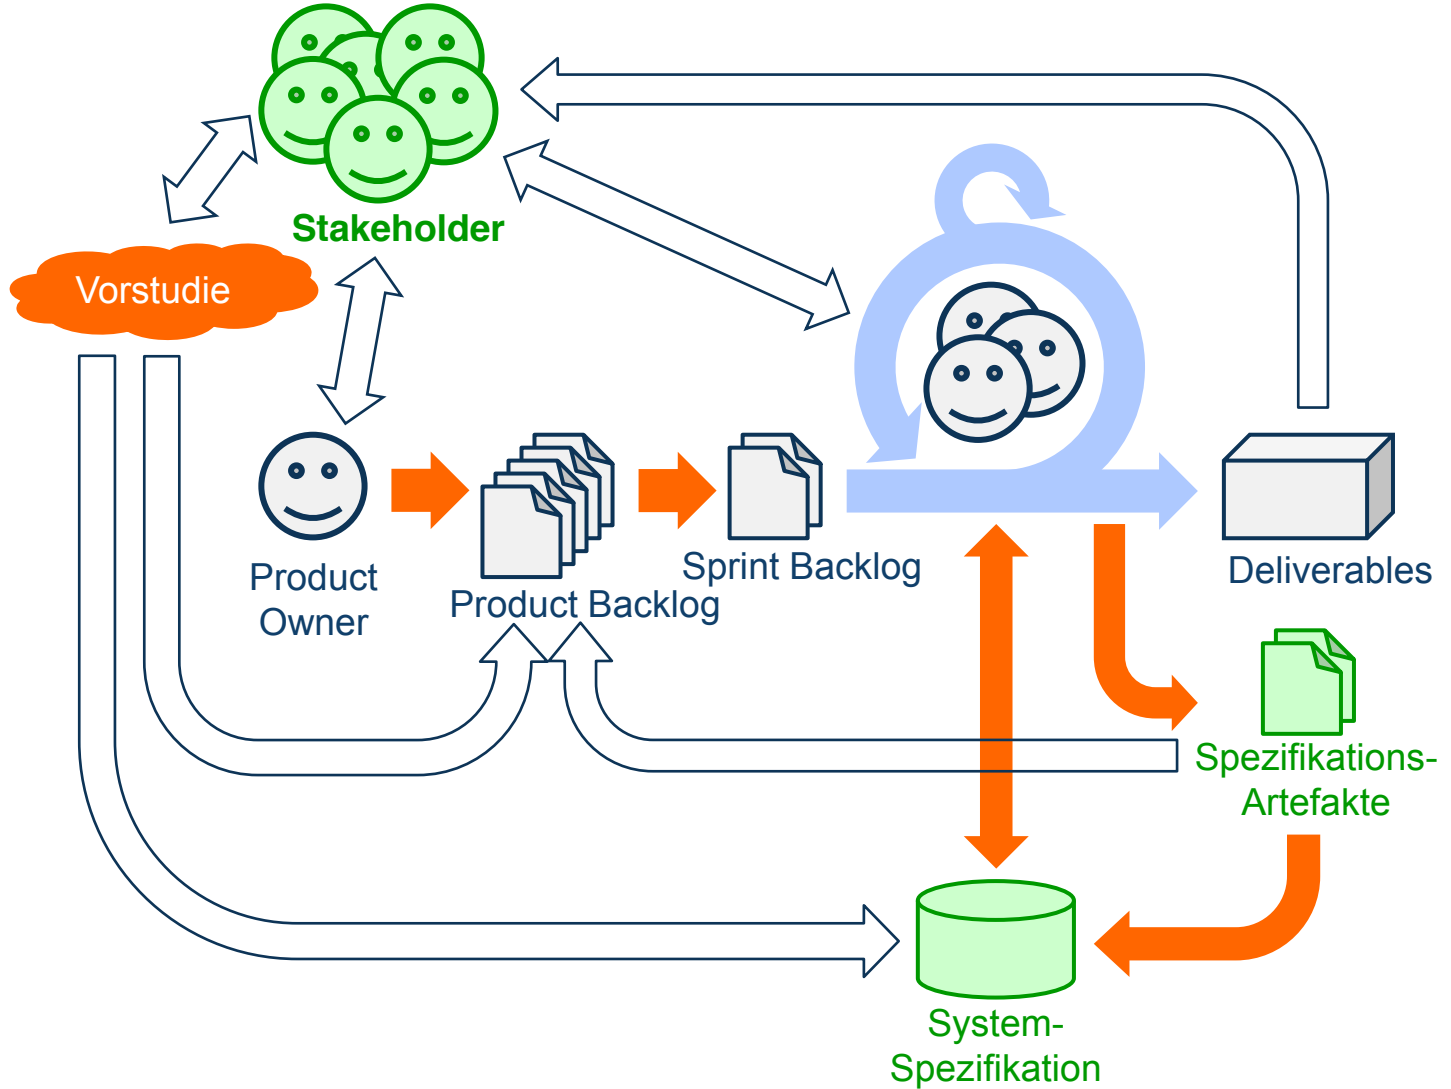 Stakeholder
Vorstudie
Product
Owner
Product Backlog
Sprint Backlog
Deliverables
Spezifikations-
Artefakte
System-
Spezifikation